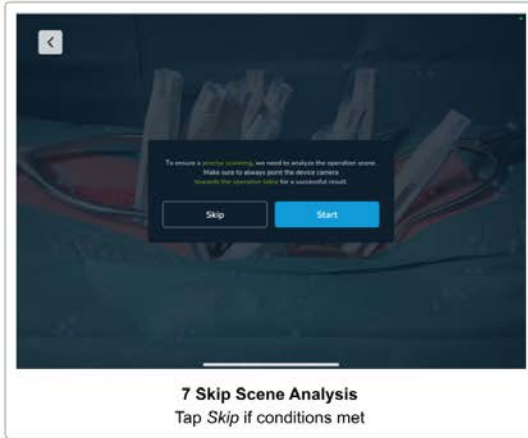 To ensure a precise scanning, we need to analyze the operation scene.
Make sure to always point the device camera
towards the operation table for a successful result.
Skip
Start
7 Skip Scene Analysis
Tap Skip if conditions met